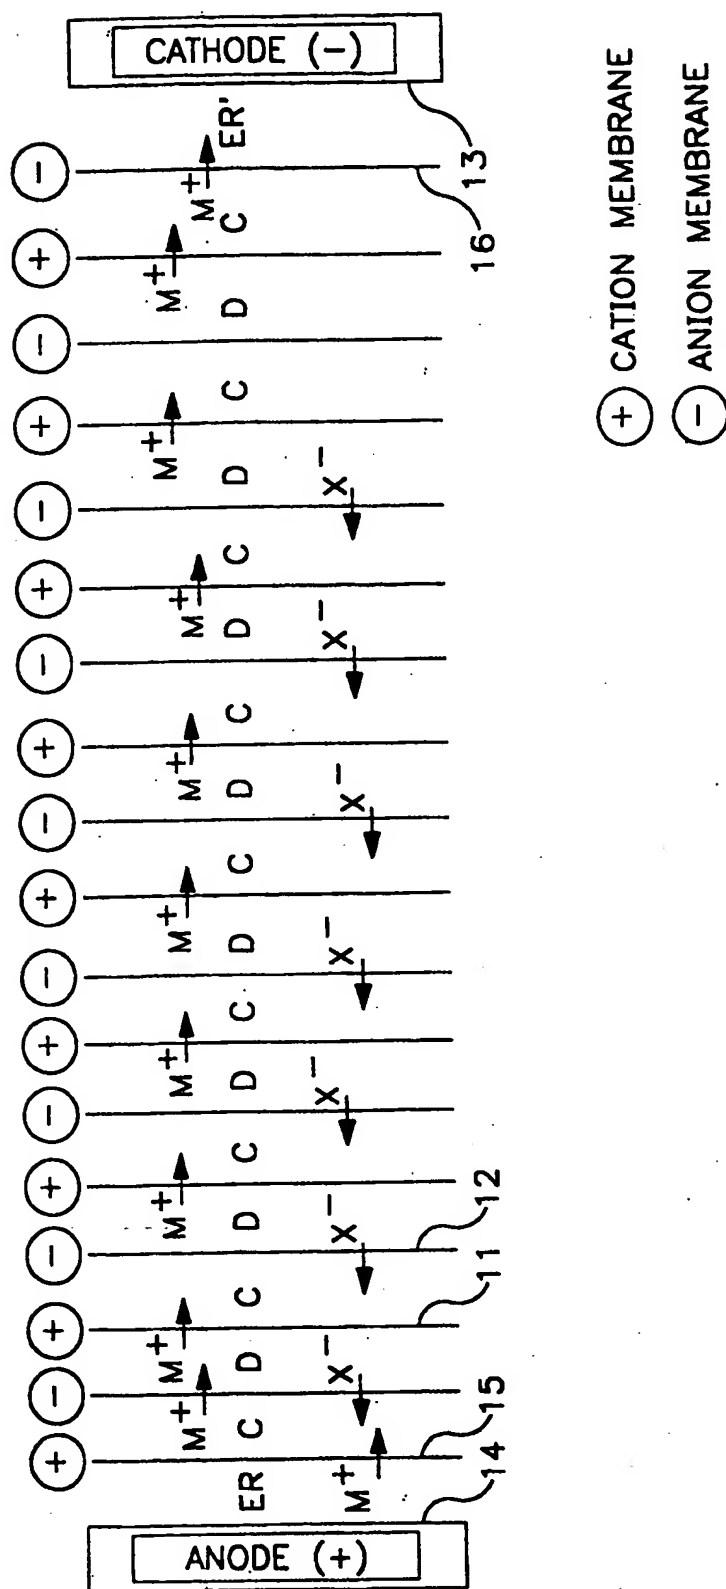 + - + - + - + - + - + - + - + - + -
M+ M+ M+ M+ M+ M+ M+ M+ M+ M+
ANODE (+)
ER C D C D C D C D C D C D C D C D C ER'
CATHODE (-)
M+ X- X- X- X- X- X- X-
14 15 11 12 16 13
+ CATION MEMBRANE
- ANION MEMBRANE